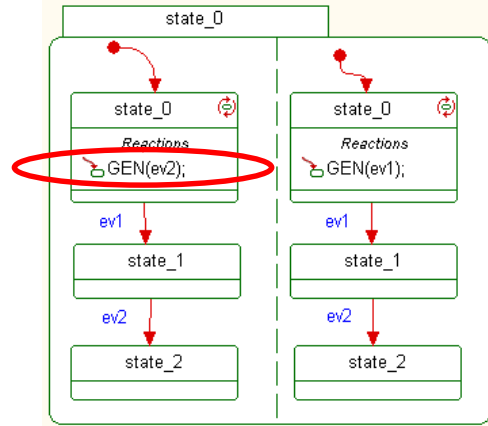 state_0
state_0
Reactions
GEN(ev2);
ev1
state_1
ev2
state_2
state_0
Reactions
GEN(ev1);
ev1
state_1
ev2
state_2